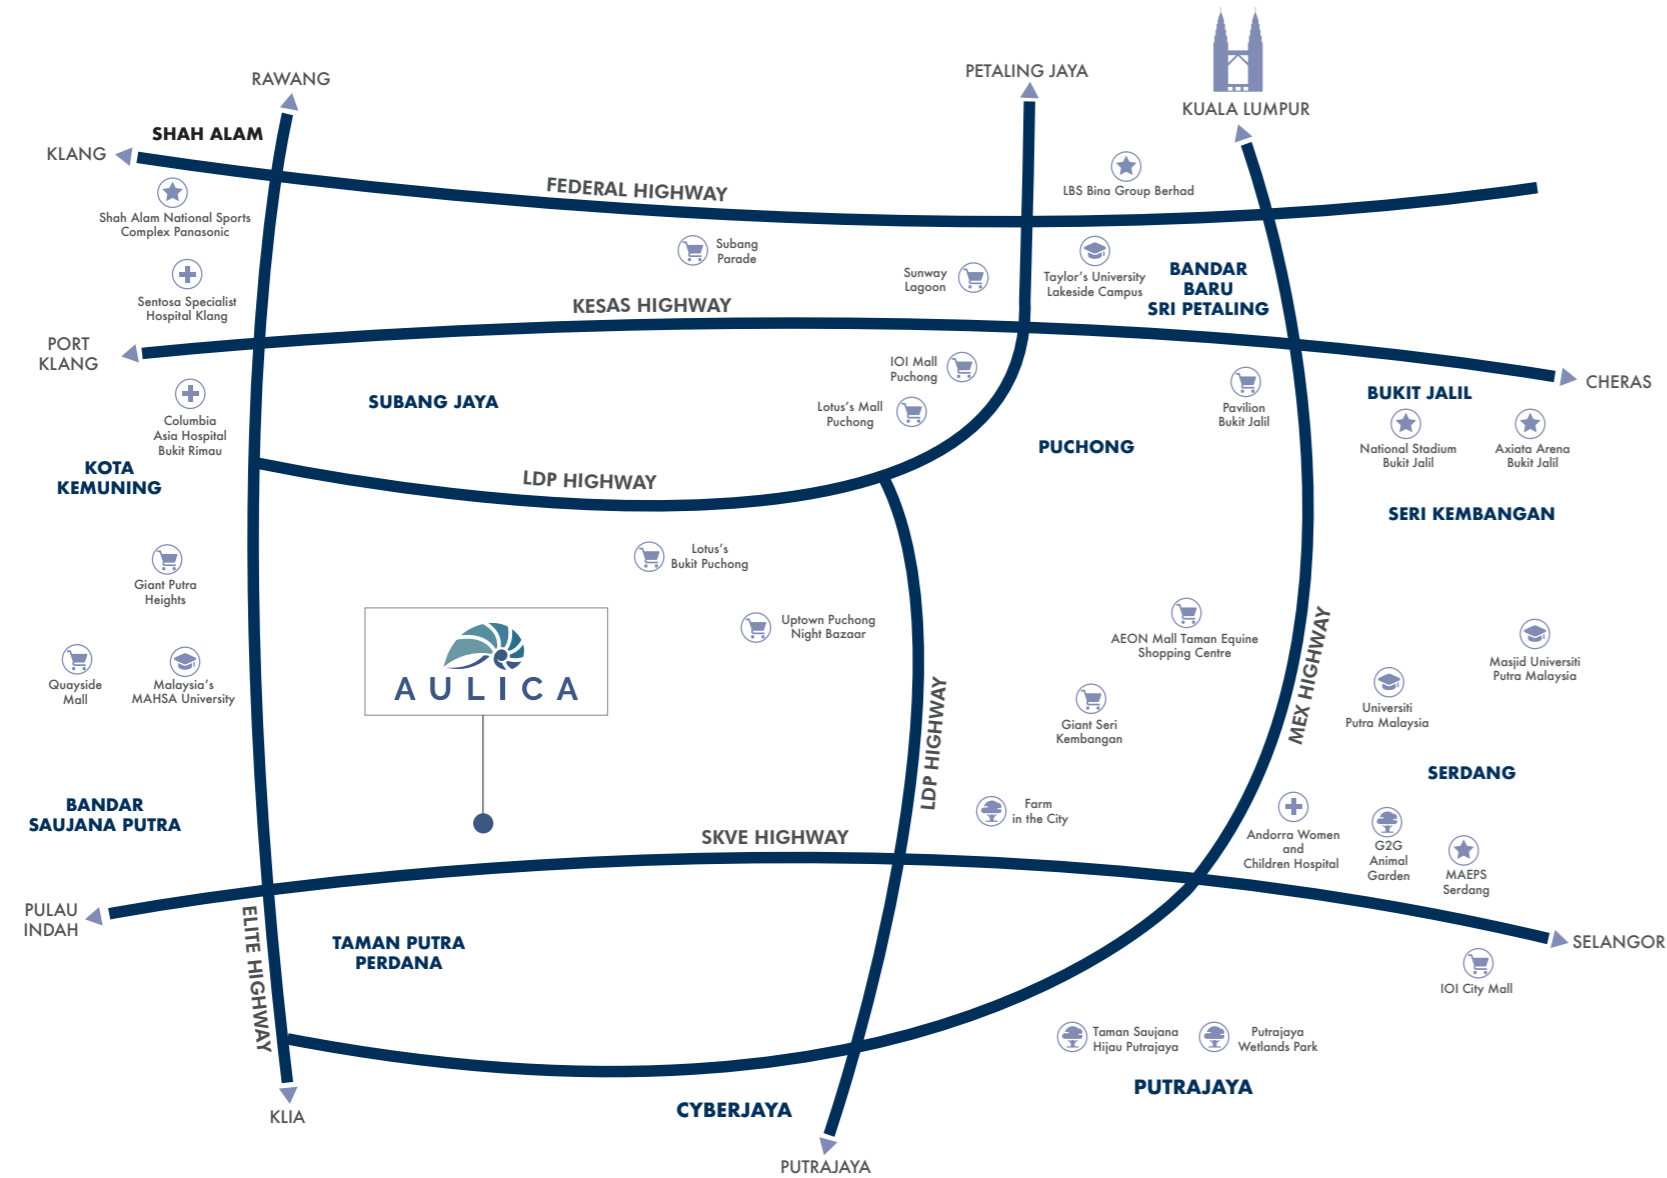 RAWANG
PETALING JAYA
KUALA LUMPUR
SHAH ALAM
KLANG
FEDERAL HIGHWAY
LBS Bina Group Berhad
Shah Alam National Sports
Complex Panasonic
Subang
Parade
Sunway
Lagoon
Taylor's University
Lakeside Campus
BANDAR
BARU
SRI PETALING
Sentosa Specialist
Hospital Klang
KESAS HIGHWAY
PORT
KLANG
IOI Mall
Puchong
CHERAS
SUBANG JAYA
Lotus's Mall
Puchong
Pavilion
Bukit Jalil
BUKIT JALIL
Columbia
Asia Hospital
Bukit Rimau
PUCHONG
National Stadium
Bukit Jalil
Axiata Arena
Bukit Jalil
KOTA
KEMUNING
LDP HIGHWAY
SERI KEMBANGAN
Lotus's
Bukit Puchong
Giant Putra
Heights
Uptown Puchong
Night Bazaar
AEON Mall Taman Equine
Shopping Centre
MEX HIGHWAY
Masjid Universiti
Putra Malaysia
Quayside
Mall
Malaysia's
MAHSA University
AULICA
LDP HIGHWAY
Giant Seri
Kembangan
Universiti
Putra Malaysia
SERDANG
BANDAR
SAUJANA PUTRA
Farm
in the City
SKVE HIGHWAY
Andorra Women
and
Children Hospital
G2G
Animal
Garden
MAEPS
Serdang
PULAU
INDAH
ELITE HIGHWAY
TAMAN PUTRA
PERDANA
SELANGOR
IOI City Mall
Taman Saujana
Hijau Putrajaya
Putrajaya
Wetlands Park
PUTRAJAYA
CYBERJAYA
KLIA
PUTRAJAYA